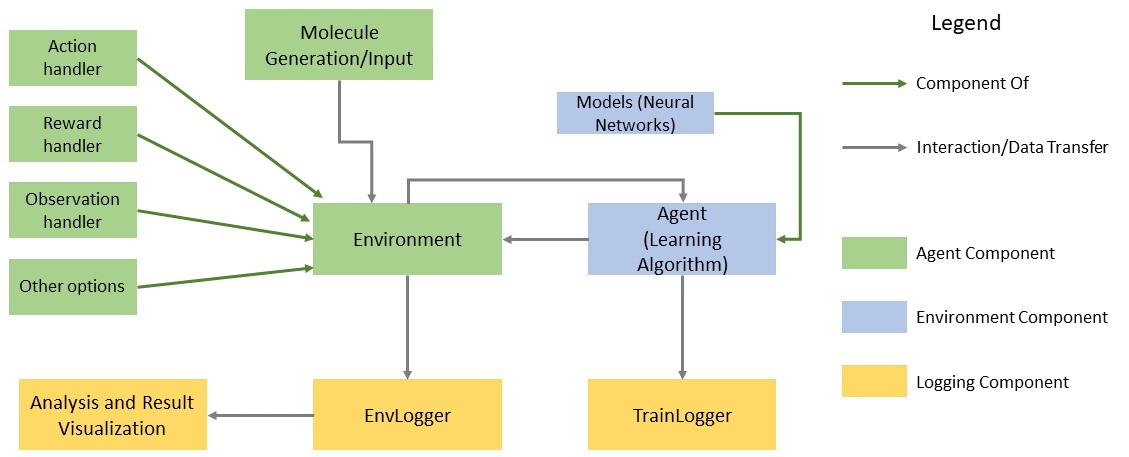 Action
handler
Reward
handler
Observation
handler
Other options
Molecule
Generation/Input
Models (Neural
Networks)
Environment
Agent
(Learning
Algorithm)
Analysis and Result
Visualization
EnvLogger
TrainLogger
Legend
Component Of
Interaction/Data Transfer
Agent Component
Environment Component
Logging Component